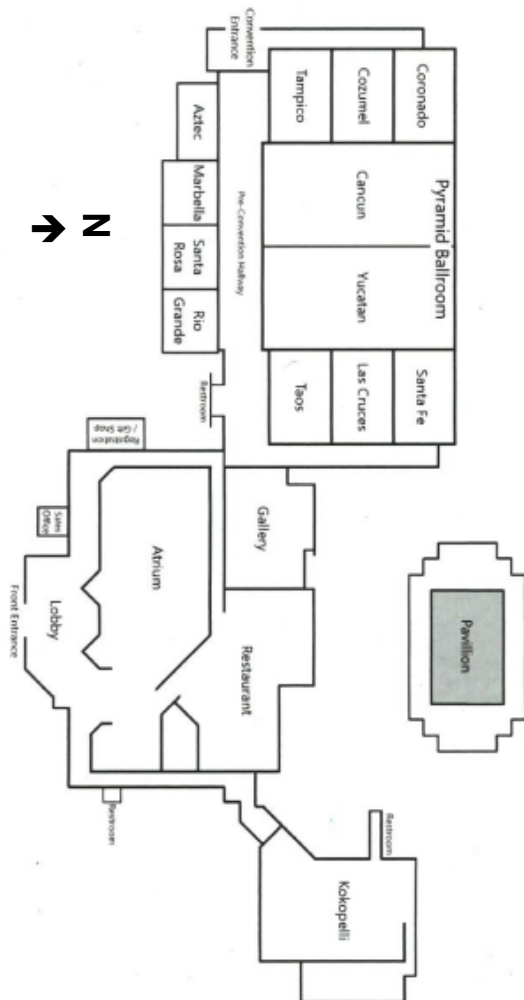 Pavillion
Pyramid Ballroom
Coronado
Santa Fe
Restroom
Cozumel
Cancun
Yucatan
Las Cruces
Kokopelli
Tampico
Taos
Gallery
Restaurant
Convention
Entrance
Pre-Convention Hallway
Aztec
Marbella
Santa
Rosa
Rio
Grande
Restroom
Atrium
Registration
/ Gift Shop
Restroom
N
Sales
Office
Lobby
Front Entrance